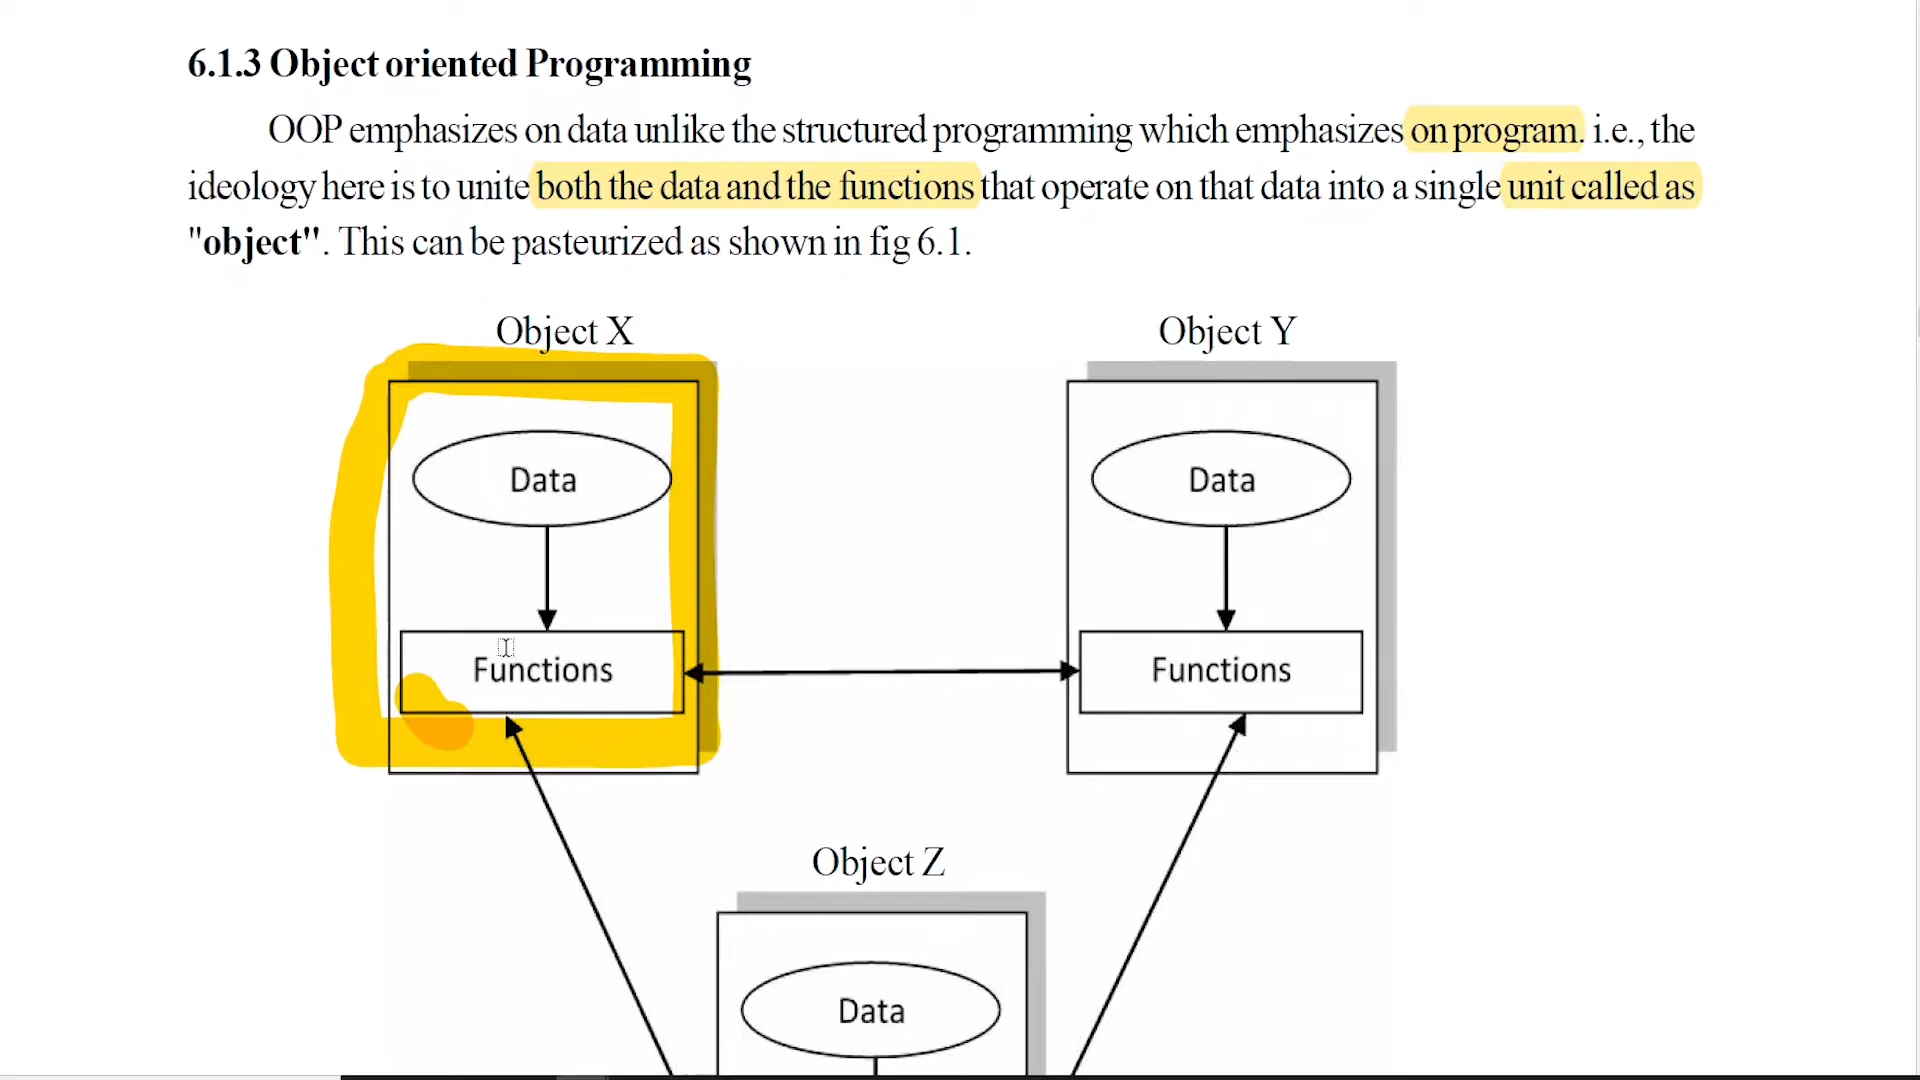 6.1.3 Object oriented Programming
OOP emphasizes on data unlike the structured programming which emphasizes on program. i.e., the
ideology here is to unite both the data and the functions that operate on that data into a single unit called as
"object". This can be pasteurized as shown in fig 6.1.
Object X
Object Y
Data
Data
Functions
Functions
Object Z
Data